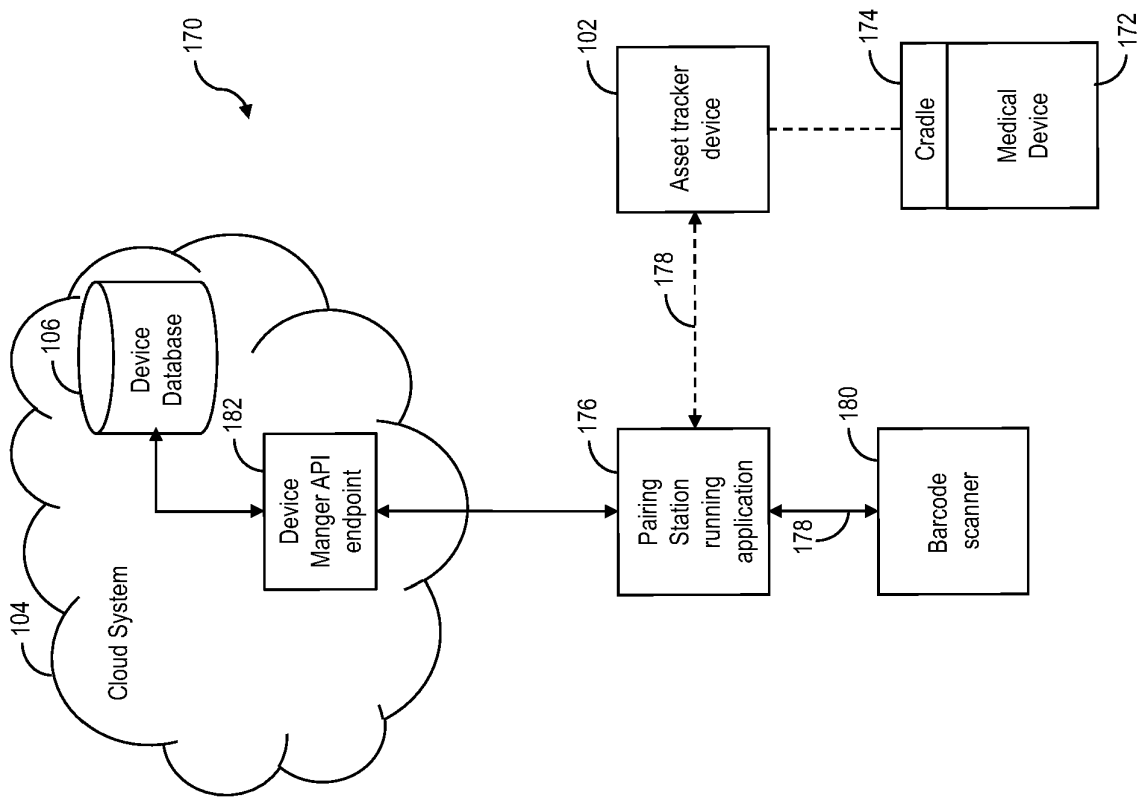 170
104
Cloud System
106
Device
Database
182
Device
Manger API
endpoint
176
Pairing
Station
running
application
178
102
Asset tracker
device
180
Barcode
scanner
178
174
Cradle
Medical
Device
172